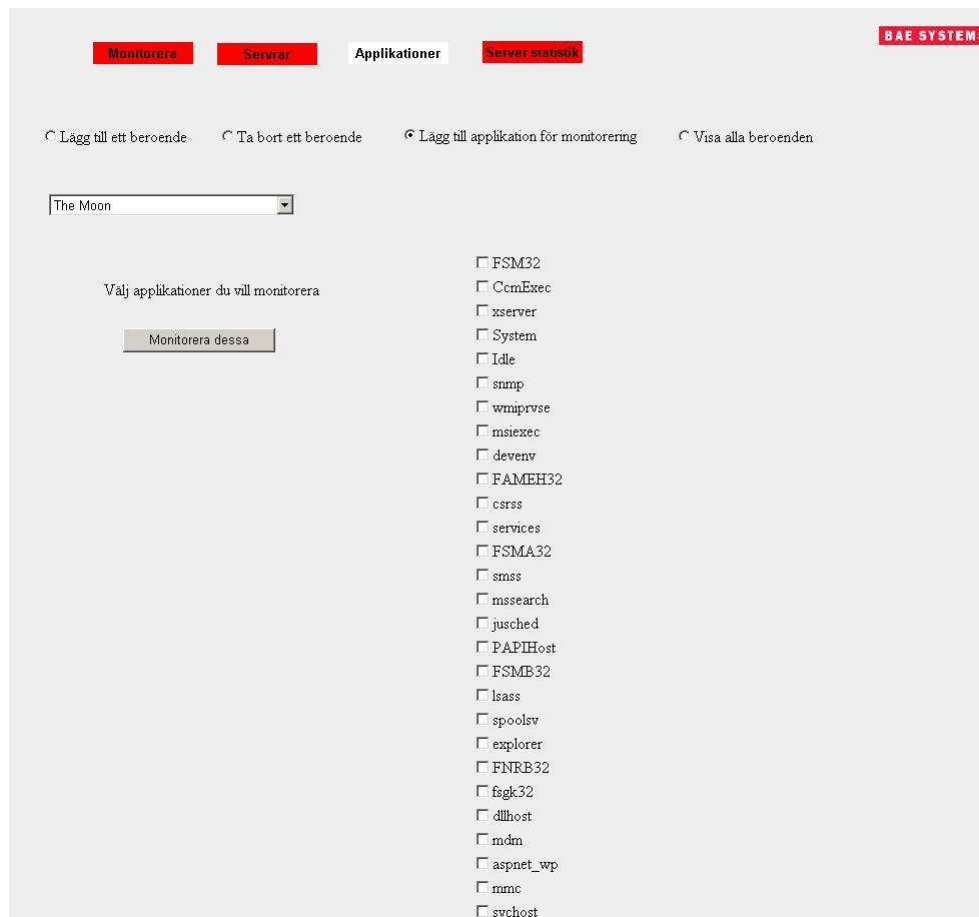 BAE SYSTEMS
Monitorera Servrar Applikationer Server statistik
Lägg till ett beroende Ta bort ett beroende Lägg till applikation för monitorering Visa alla beroenden
The Moon
Välj applikationer du vill monitorera
Monitorera dessa
FSM32
CcmExec
xserver
System
Idle
snmp
wmiprvse
msiexec
devenv
FAMEH32
csrss
services
FSMA32
smss
mssearch
jusched
PAPIHost
FSMB32
lsass
spoolsv
explorer
FNRB32
fsgk32
dllhost
mdm
aspnet_wp
mmc
svchost